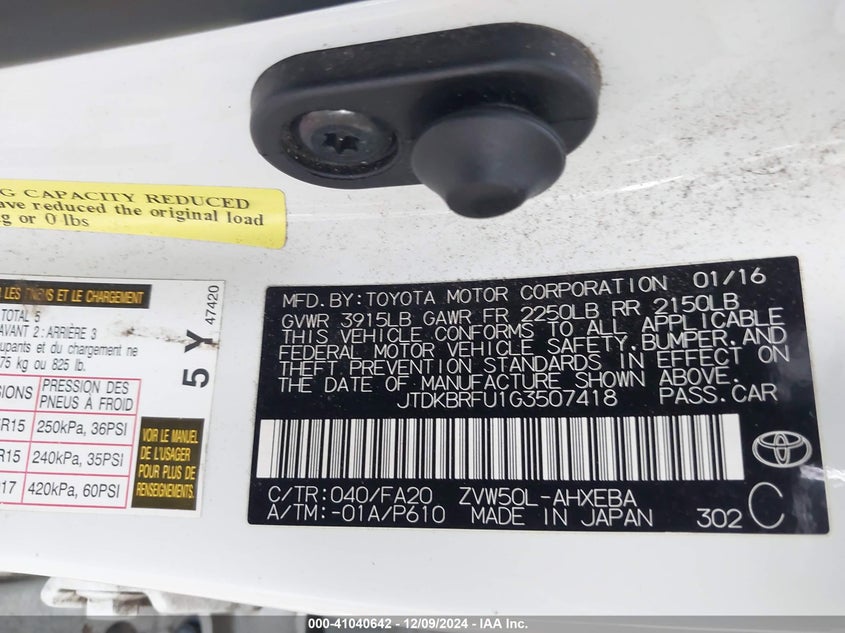 G CAPACITY REDUCED
ave reduced the original load
g or 0 lbs
LES PNEUS ET LE CHARGEMENT
TOTAL 5
AVANT 2 : ARRIÈRE 3
upants et du chargement ne
75 kg ou 825 lb.
SIONS PRESSION DES PNEUS À FROID
R15 250kPa, 36PSI
R15 240kPa, 35PSI
17 420kPa, 60PSI
5 Y 47420
VOIR LE MANUEL
DE L'USAGER
POUR PLUS DE
RENSEIGNEMENTS
MFD.BY:TOYOTA MOTOR CORPORATION 01/16
GVWR 3915LB GAWR FR 2250LB RR 2150LB
THIS VEHICLE CONFORMS TO ALL APPLICABLE
FEDERAL MOTOR VEHICLE SAFETY,BUMPER,AND
THEFT PREVENTION STANDARDS IN EFFECT ON
THE DATE OF MANUFACTURE SHOWN ABOVE.
JTDKBRFU1G3507418 PASS.CAR
C/TR:040/FA20 ZVW50L-AHXEBA
A/TM:-01A/P610 MADE IN JAPAN 302 C
000-41040642 - 12/09/2024 - IAA Inc.